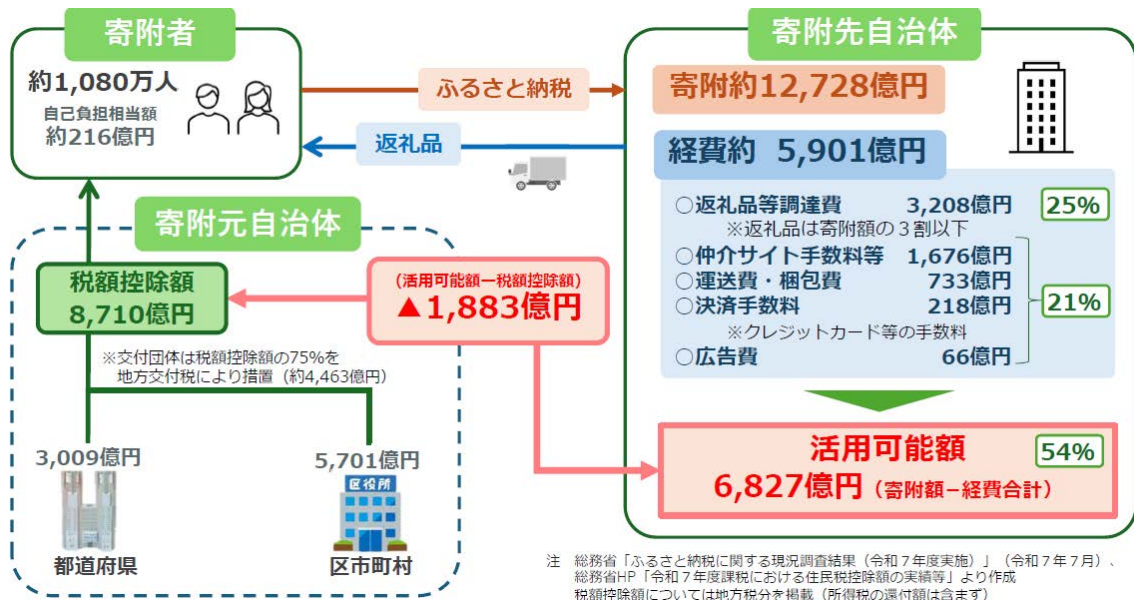 寄附者
約1,080万人
自己負担相当額
約216億円
ふるさと納税
返礼品
寄附先自治体
寄附約12,728億円
経費約 5,901億円
○返礼品等調達費 3,208億円 25%
※返礼品は寄附額の3割以下
○仲介サイト手数料等 1,676億円
○運送費・梱包費 733億円
○決済手数料 218億円
21%
※クレジットカード等の手数料
○広告費 66億円
活用可能額 54%
6,827億円(寄附額-経費合計)
寄附元自治体
税額控除額
8,710億円
(活用可能額ー税額控除額)
▲1,883億円
※交付団体は税額控除額の75%を
地方交付税により措置(約4,463億円)
3,009億円
都道府県
5,701億円
区役所
区市町村
注 総務省「ふるさと納税に関する現況調査結果(令和7年度実施)」(令和7年7月)、
総務省HP「令和7年度課税における住民税控除額の実績等」より作成
税額控除額については地方税分を掲載(所得税の還付額は含まず)